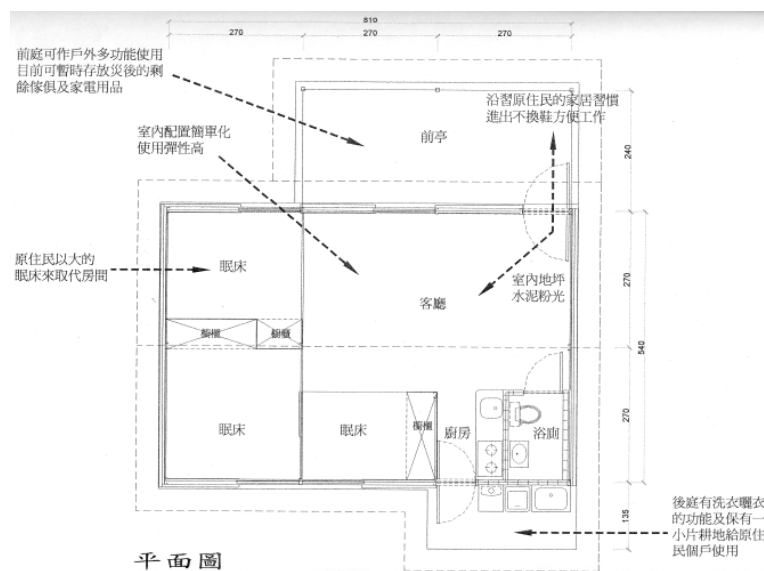 810
270
270
270
前庭可作戶外多功能使用
目前可暫時存放災後的剩
餘傢俱及家電用品
沿習原住民的家居習慣
進出不換鞋方便工作
室內配置簡單化
使用彈性高
前亭
240
原住民以大的
眠床來取代房間
眠床
室內地坪
水泥粉光
客廳
270
540
櫥櫃
櫥櫃
眠床
眠床
櫥櫃
廚房
浴廁
270
後庭有洗衣曬衣
的功能及保有一
小片耕地給原住
民個戶使用
135
平面圖